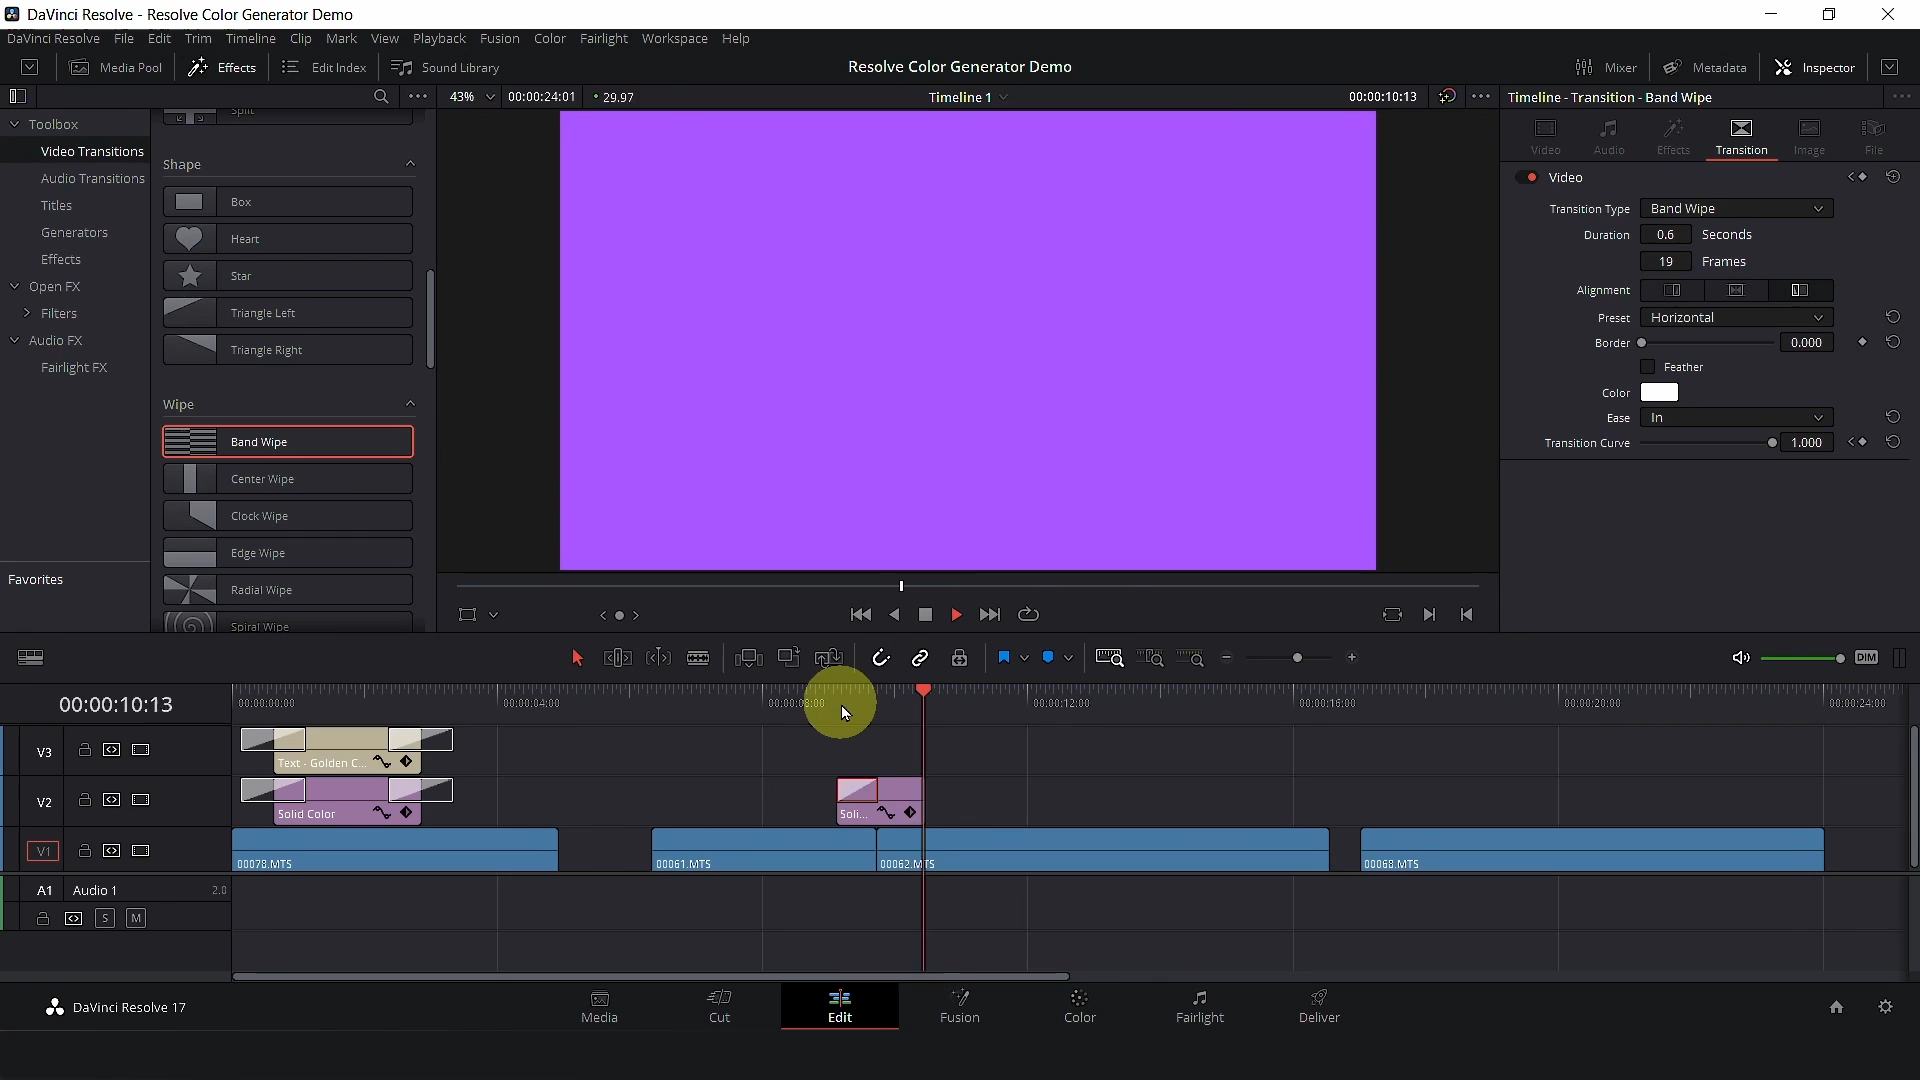 DaVinci Resolve - Resolve Color Generator Demo
DaVinci Resolve File Edit Trim Timeline Clip Mark View Playback Fusion Color Fairlight Workspace Help
Media Pool Effects Edit Index Sound Library Resolve Color Generator Demo Mixer Metadata Inspector
43% 00:00:24:01 29.97 Timeline 1 00:00:10:13 Timeline - Transition - Band Wipe
Toolbox
Video Transitions
Audio Transitions
Titles
Generators
Effects
Open FX
Filters
Audio FX
Fairlight FX
Favorites
Split
Shape
Box
Heart
Star
Triangle Left
Triangle Right
Wipe
Band Wipe
Center Wipe
Clock Wipe
Edge Wipe
Radial Wipe
Spiral Wipe
Video Audio Effects Transition Image File
Video
Transition Type Band Wipe
Duration 0.6 Seconds
19 Frames
Alignment
Preset Horizontal
Border 0.000
Feather
Color
Ease In
Transition Curve 1.000
DIM
00:00:10:13
00:00:00:00 00:00:04:00 00:00:08:00 00:00:12:00 00:00:16:00 00:00:20:00 00:00:24:00
V3
Text - Golden C...
V2
Solid Color Soli...
V1
00078.MTS 00061.MTS 00062.MTS 00068.MTS
A1 Audio 1 2.0
S M
DaVinci Resolve 17
Media Cut Edit Fusion Color Fairlight Deliver